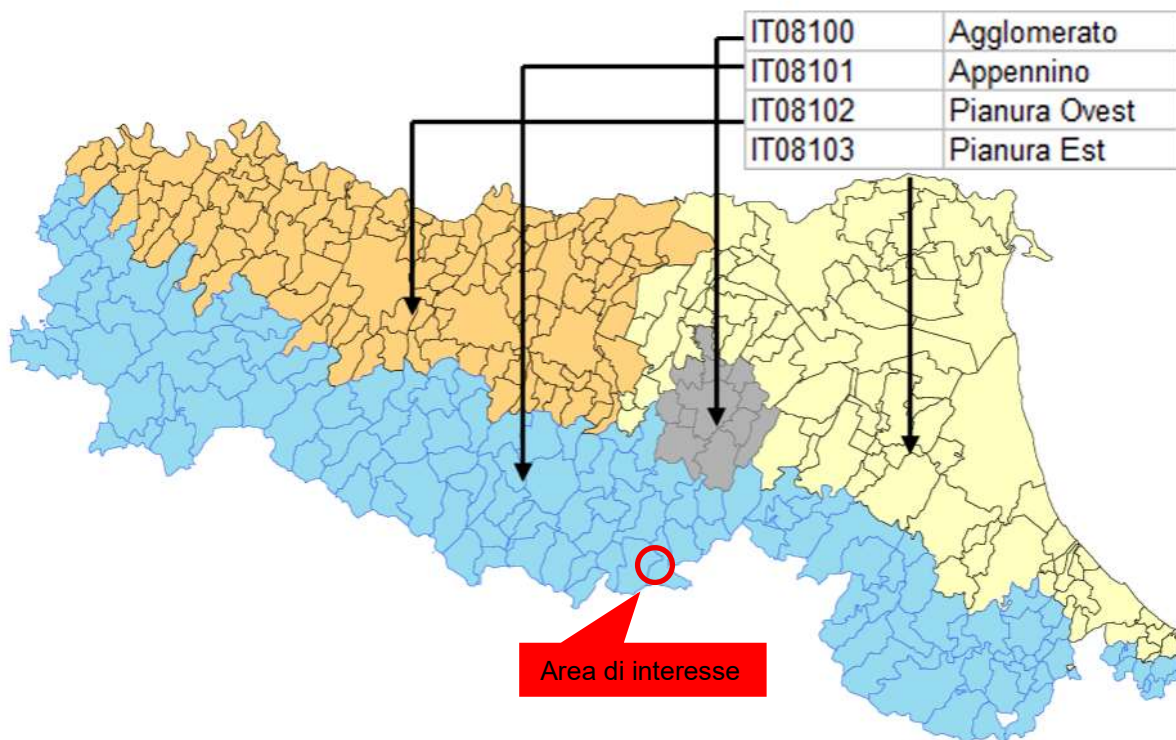 IT08100 Agglomerato
IT08101 Appennino
IT08102 Pianura Ovest
IT08103 Pianura Est
Area di interesse